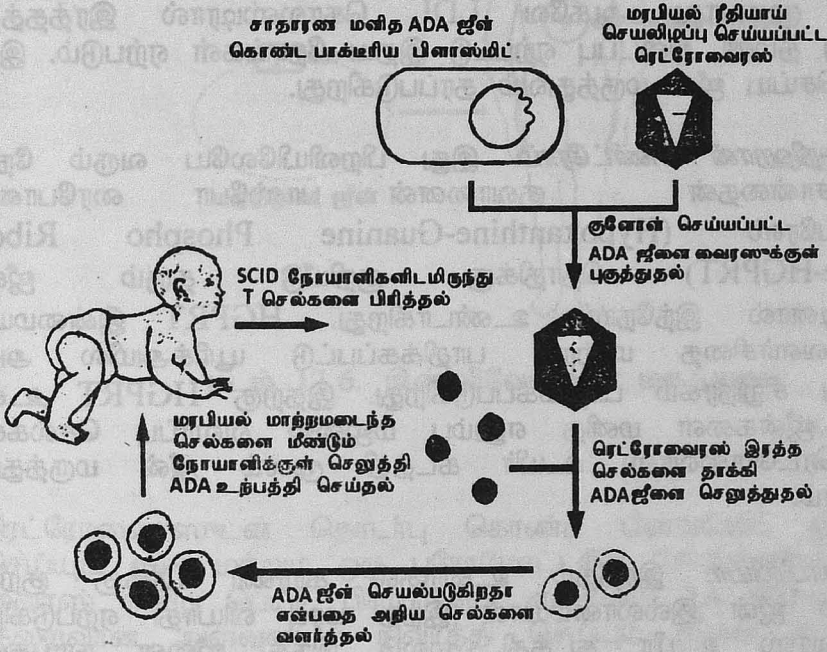 சாதாரண மனித ADA ஜீன்
கொண்ட பாக்டீரிய பிளாஸ்மிட்
மரபியல் ரீதியாய்
செயலிழப்பு செய்யப்பட்ட
ரெட்ரோவைரஸ்
குளோன் செய்யப்பட்ட
ADA ஜீனை வைரஸுக்குள்
புகுத்துதல்
SCID நோயாளிகளிடமிருந்து
T செல்களை பிரித்தல்
மரபியல் மாற்றமடைந்த
செல்களை மீண்டும்
நோயாளிக்குள் செலுத்தி
ADA உற்பத்தி செய்தல்
ரெட்ரோவைரஸ் இரத்த
செல்களை தாக்கி
ADA ஜீனை செலுத்துதல்
ADA ஜீன் செயல்படுகிறதா
என்பதை அறிய செல்களை
வளர்த்தல்